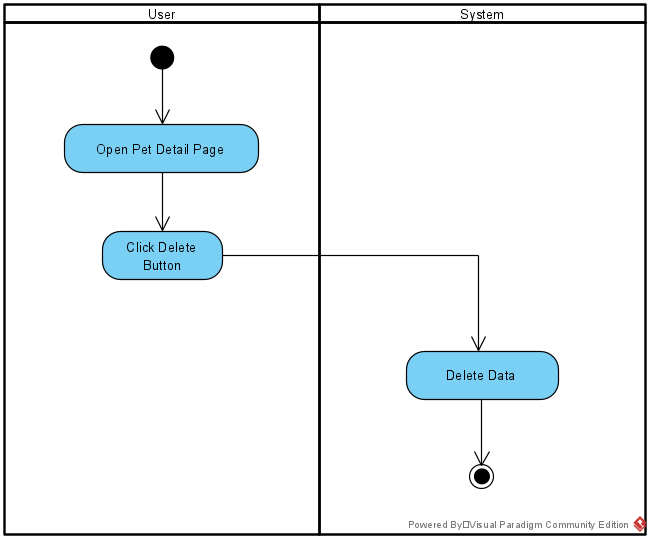 User
System
Open Pet Detail Page
Click Delete
Button
Delete Data
Powered By Visual Paradigm Community Edition